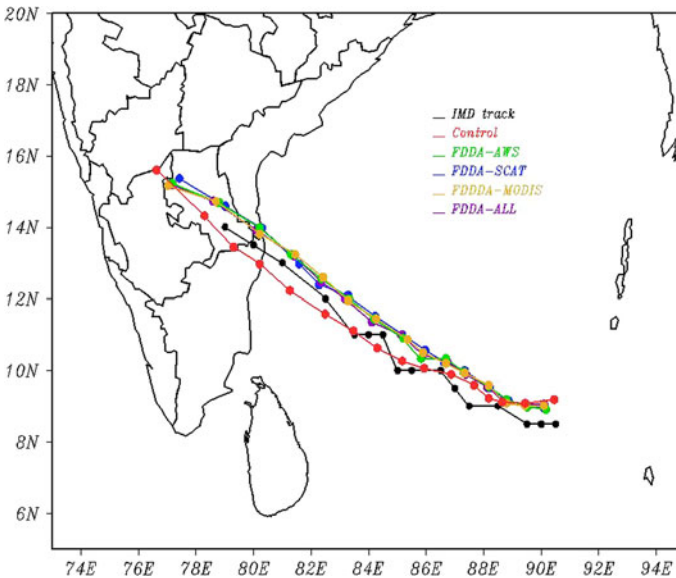 20N
18N
16N
14N
12N
10N
8N
6N
IMD track
Control
FDDA-AWS
FDDA-SCAT
FDDDA-MODIS
FDDA-ALL
74E 76E 78E 80E 82E 84E 86E 88E 90E 92E 94E